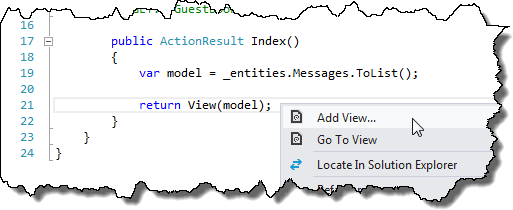 16
17 public ActionResult Index()
18 {
19 var model = _entities.Messages.ToList();
20
21 return View(model);
22 }
23 }
24 }
Add View...
Go To View
Locate In Solution Explorer